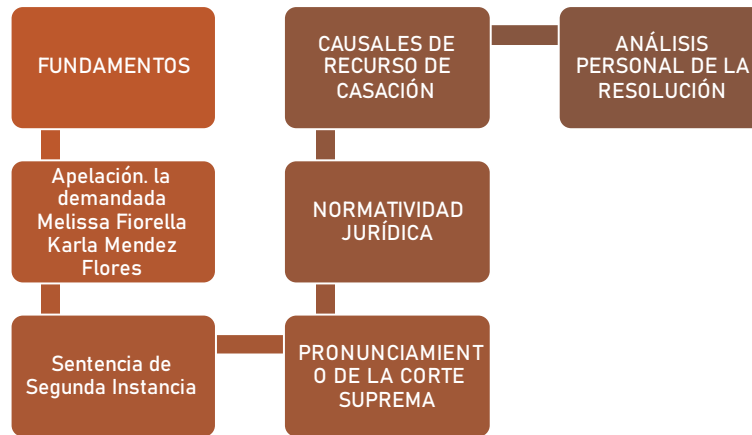 FUNDAMENTOS
Apelación. la
demandada
Melissa Fiorella
Karla Mendez
Flores
Sentencia de
Segunda Instancia
PRONUNCIAMIENT
O DE LA CORTE
SUPREMA
NORMATIVIDAD
JURÍDICA
CAUSALES DE
RECURSO DE
CASACIÓN
ANÁLISIS
PERSONAL DE LA
RESOLUCIÓN